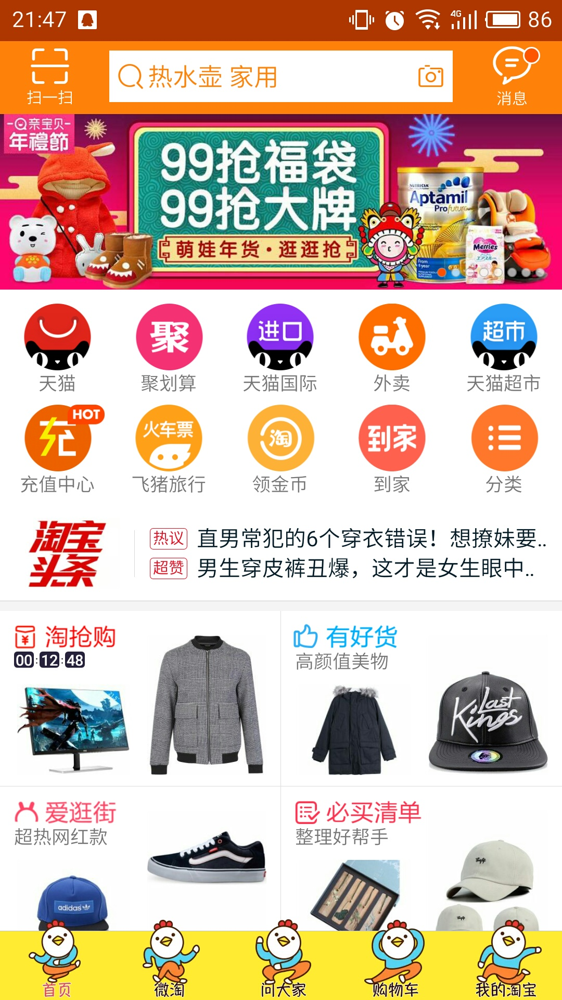 21:47
4G
86
扫一扫
热水壶 家用
消息
亲宝贝
年禮節
99抢福袋
99抢大牌
萌娃年货·逛逛抢
NUTRICIA
Aptamil
Profutura
From
1 year
Merries
进口
超市
聚
天猫
聚划算
天猫国际
外卖
天猫超市
充
HOT
火车票
淘
到家
充值中心
飞猪旅行
领金币
到家
分类
淘宝
头条
热议 直男常犯的6个穿衣错误！想撩妹要..
超赞 男生穿皮裤丑爆，这才是女生眼中..
淘抢购
00:12:48
有好货
高颜值美物
21.5"
Last
Kings
爱逛街
超热网红款
必买清单
整理好帮手
adidas
首页
微淘
问大家
购物车
我的淘宝